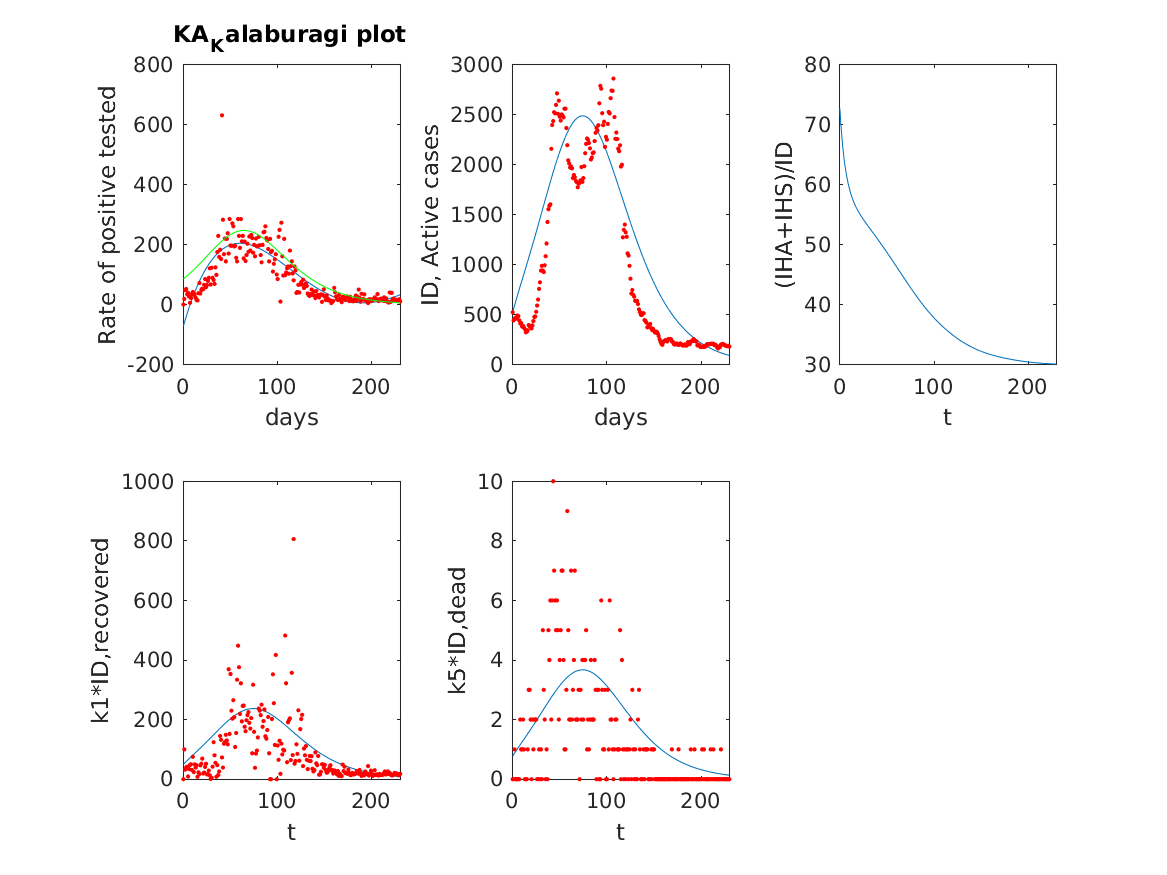 KA_Kalaburagi plot
800
600
400
200
0
-200
0 100 200
days
Rate of positive tested
3000
2500
2000
1500
1000
500
0
0 100 200
days
ID, Active cases
80
70
60
50
40
30
0 100 200
t
(IHA+IHS)/ID
1000
800
600
400
200
0
0 100 200
t
k1*ID,recovered
10
8
6
4
2
0
0 100 200
t
k5*ID,dead